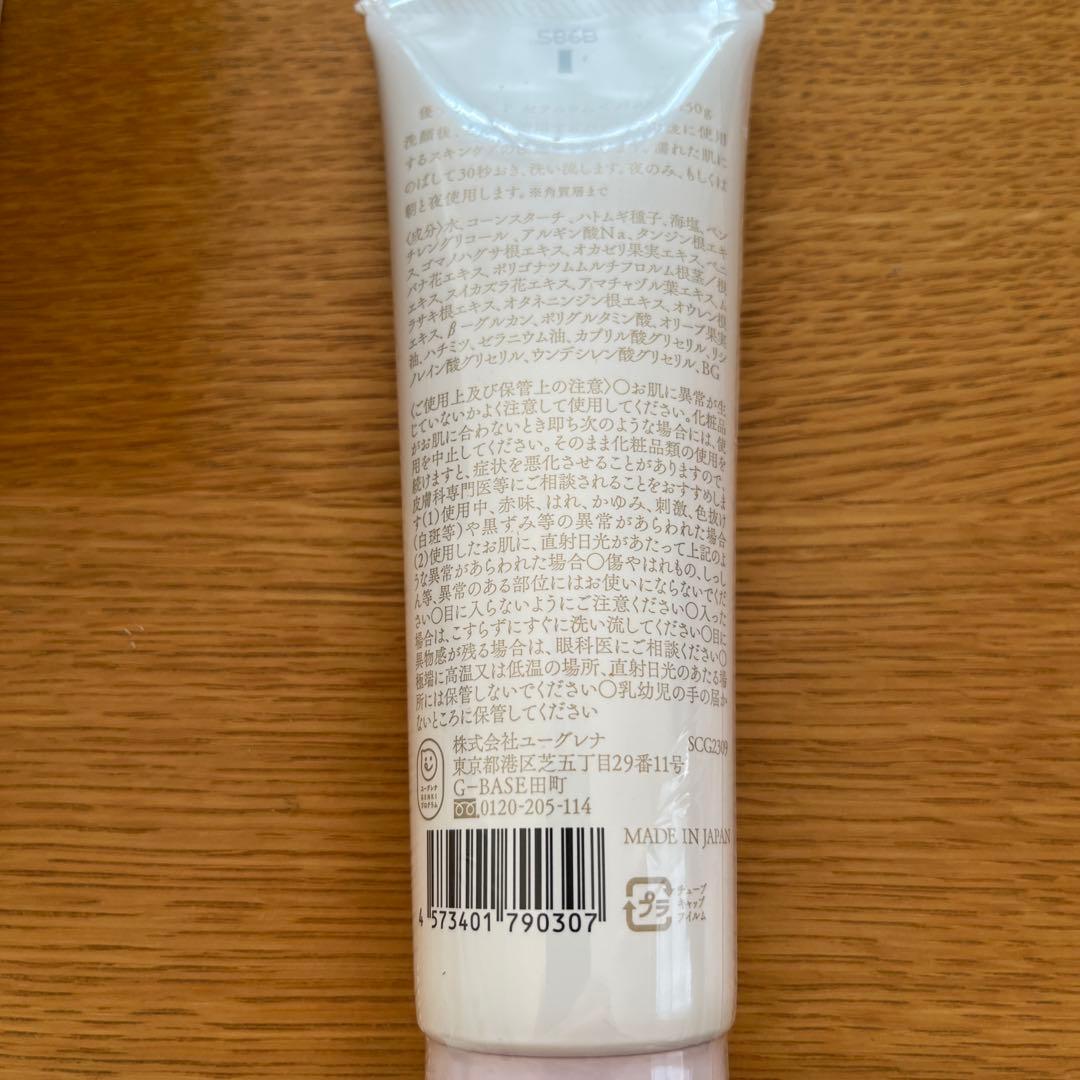 洗顔後、
に使用
するスキンケアの
濡れた肌に
のばして30秒おき、洗い流します。夜のみ、もしくは
朝と夜使用します。※角質層まで
〈成分〉水、コーンスターチ、ハトムギ種子、海塩、ペン
チレングリコール、アルギン酸Na、タンジン根エキ
ス、ゴマノハグサ根エキス、オカゼリ果実エキス、ベニ
バナ花エキス、ポリゴナツムムルチフロルム根茎/根
エキス、スイカズラ花エキス、アマチャヅル葉エキス、ム
ラサキ根エキス、オタネニンジン根エキス、オウレン根
エキス、β-グルカン、ポリグルタミン酸、オリーブ果実
油、ハチミツ、ゼラニウム油、カプリル酸グリセリル、リシ
ノレイン酸グリセリル、ウンデシレン酸グリセリル、BG
〈ご使用上及び保管上の注意〉○お肌に異常が生
じていないかよく注意して使用してください。化粧品
がお肌に合わないとき即ち次のような場合には、使
用を中止してください。そのまま化粧品類の使用を
続けますと、症状を悪化させることがありますので、
皮膚科専門医等にご相談されることをおすすめしま
す(1)使用中、赤味、はれ、かゆみ、刺激、色抜け
(白斑等)や黒ずみ等の異常があらわれた場合
(2)使用したお肌に、直射日光があたって上記のよ
うな異常があらわれた場合○傷やはれもの、しっし
ん等、異常のある部位にはお使いにならないでくだ
さい○目に入らないようにご注意ください○入った
場合は、こすらずにすぐに洗い流してください○目に
異物感が残る場合は、眼科医にご相談ください○
極端に高温又は低温の場所、直射日光のあたる場
所には保管しないでください○乳幼児の手の届か
ないところに保管してください
株式会社ユーグレナ
SCG2309
東京都港区芝五丁目29番11号
G-BASE田町
0120-205-114
ユーグレナ
GENKI
プログラム
MADE IN JAPAN
プラ
チューブ
キャップ
フィルム
4 573401 790307